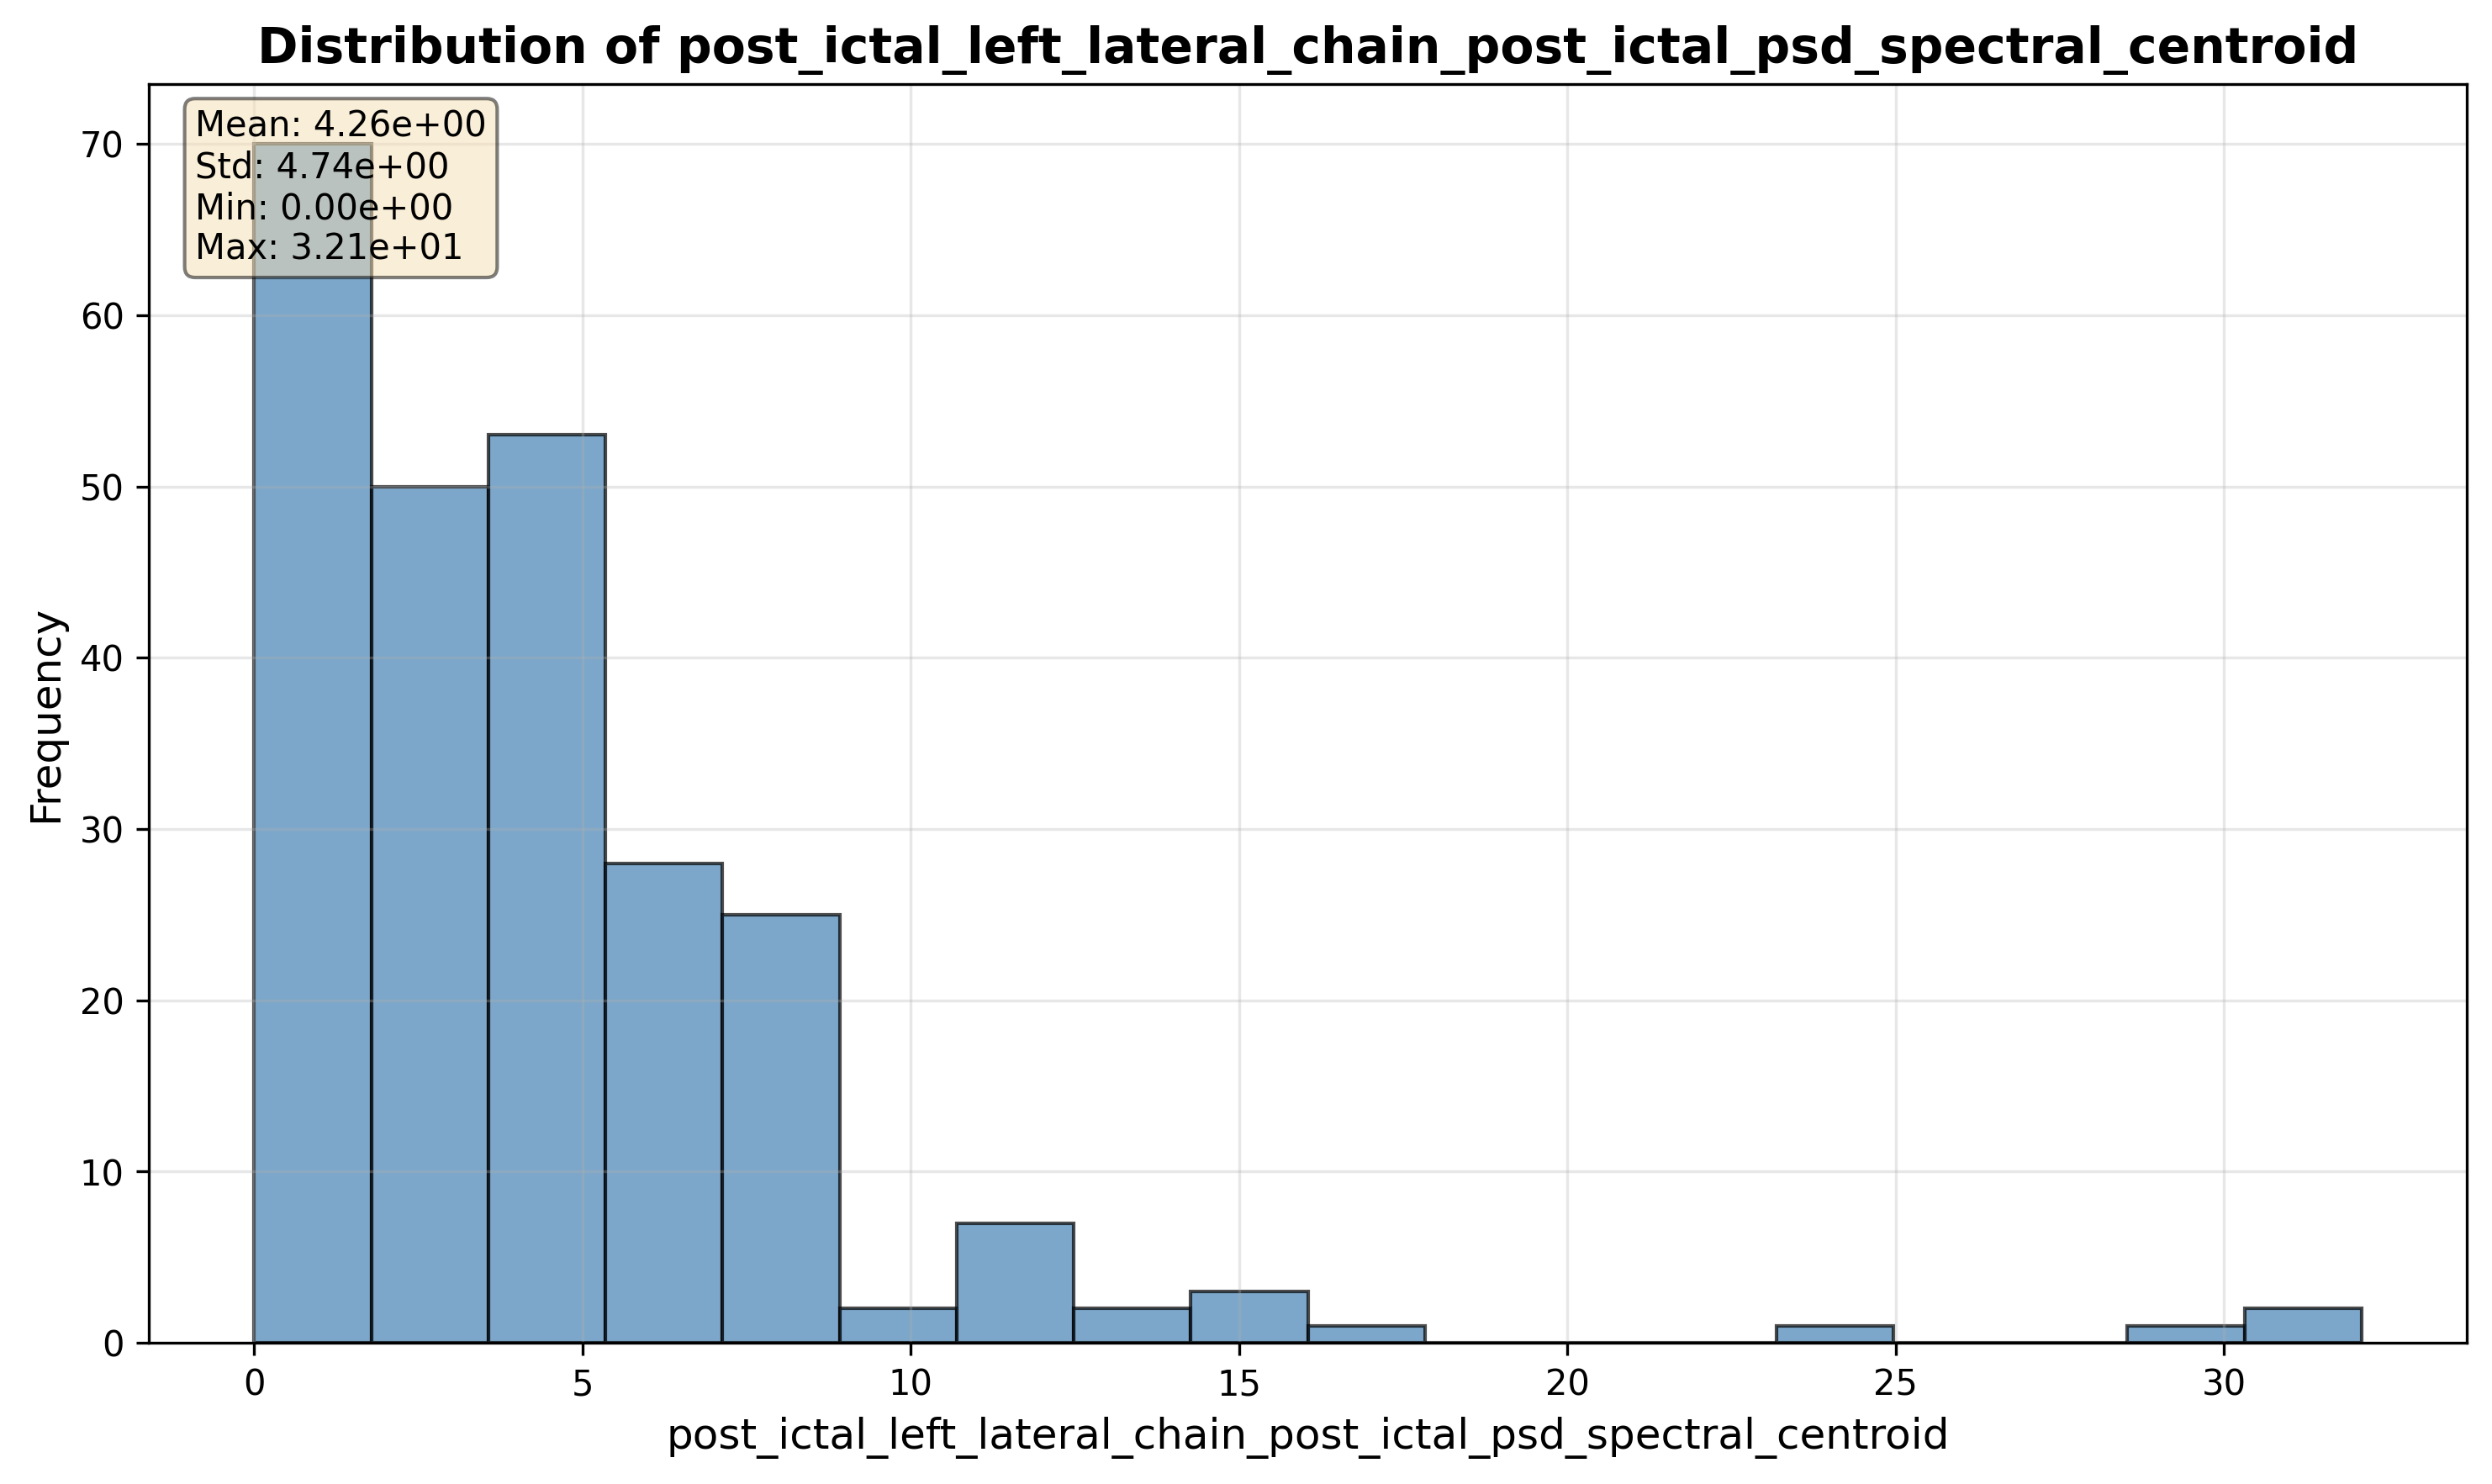 Distribution of post_ictal_left_lateral_chain_post_ictal_psd_spectral_centroid
Mean: 4.26e+00
Std: 4.74e+00
Min: 0.00e+00
Max: 3.21e+01
70
60
50
40
30
20
10
0
Frequency
0 5 10 15 20 25 30
post_ictal_left_lateral_chain_post_ictal_psd_spectral_centroid